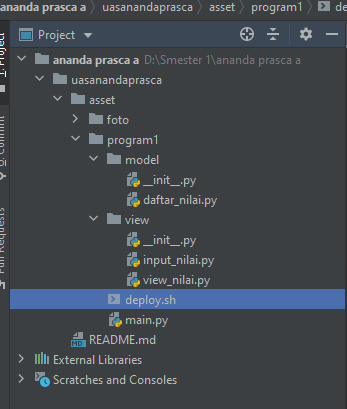 ananda prasca a uasanandaprasca asset program1 de
Project
ananda prasca a D:\Smester 1\ananda prasca a
uasanandaprasca
asset
foto
program1
model
__init__.py
daftar_nilai.py
view
__init__.py
input_nilai.py
view_nilai.py
deploy.sh
main.py
MD README.md
External Libraries
Scratches and Consoles
1: Project
Commit
Pull Requests